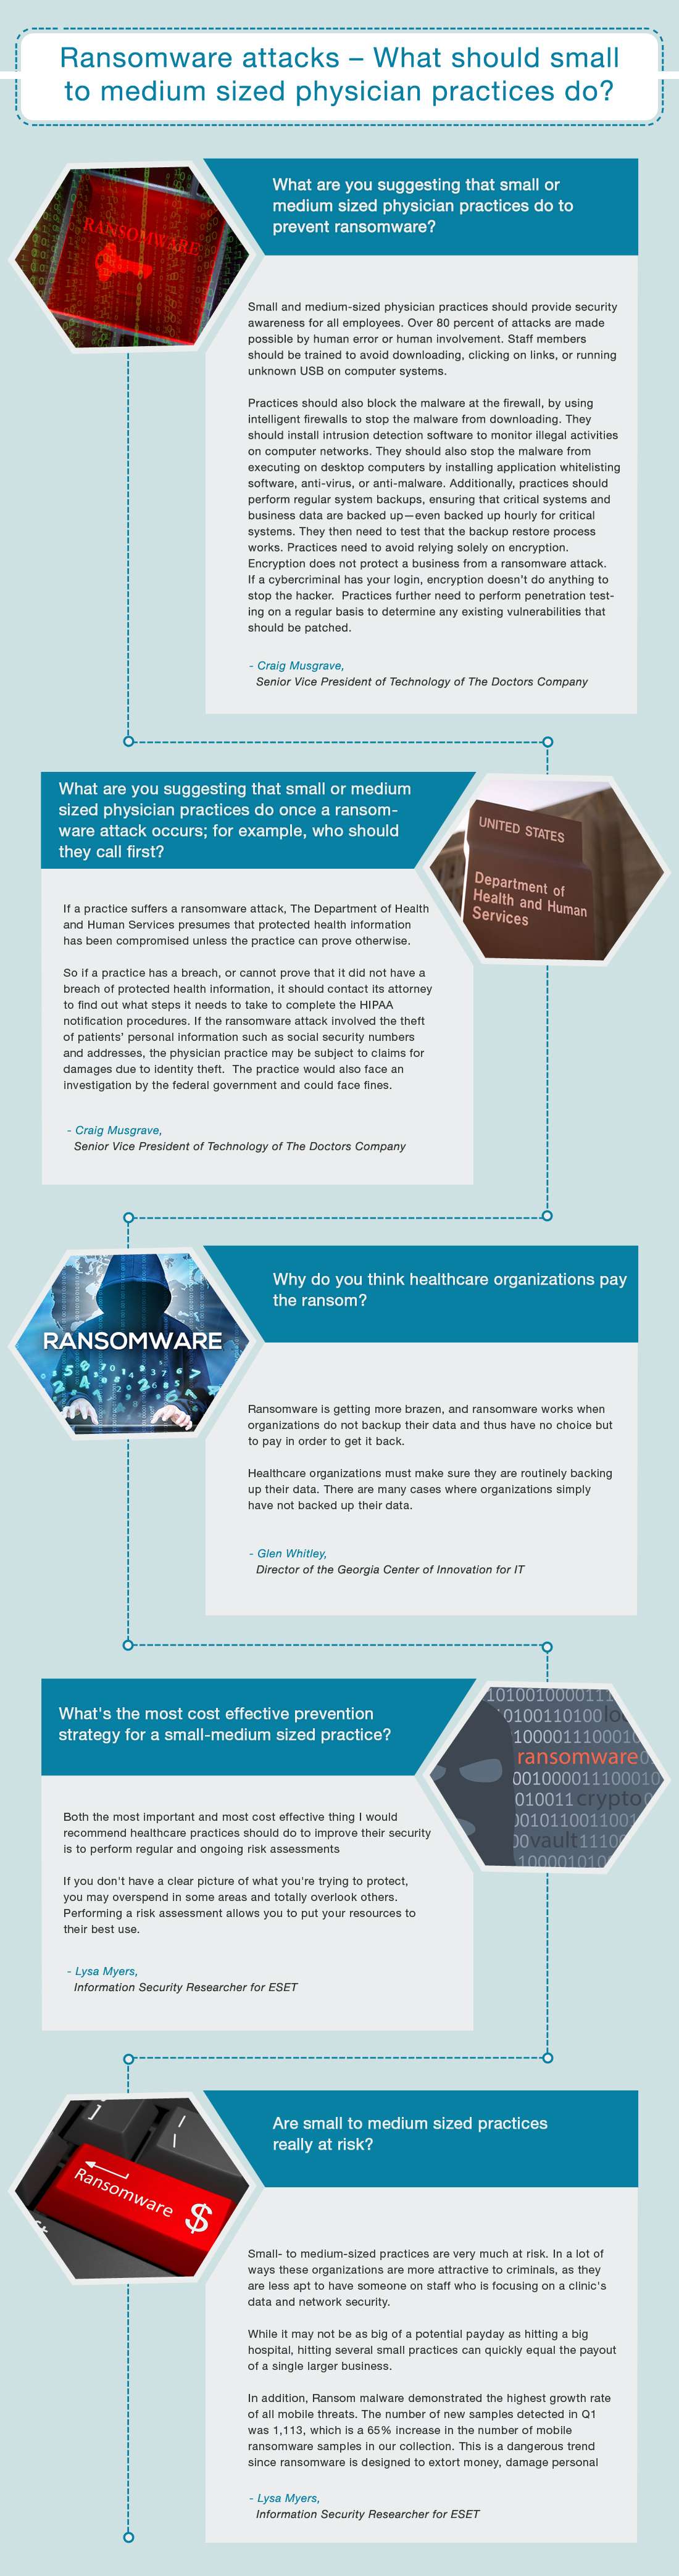 Ransomware attacks – What should small
to medium sized physician practices do?
RANSOMWARE
What are you suggesting that small or
medium sized physician practices do to
prevent ransomware?
Small and medium-sized physician practices should provide security
awareness for all employees. Over 80 percent of attacks are made
possible by human error or human involvement. Staff members
should be trained to avoid downloading, clicking on links, or running
unknown USB on computer systems.
Practices should also block the malware at the firewall, by using
intelligent firewalls to stop the malware from downloading. They
should install intrusion detection software to monitor illegal activities
on computer networks. They should also stop the malware from
executing on desktop computers by installing application whitelisting
software, anti-virus, or anti-malware. Additionally, practices should
perform regular system backups, ensuring that critical systems and
business data are backed up—even backed up hourly for critical
systems. They then need to test that the backup restore process
works. Practices need to avoid relying solely on encryption.
Encryption does not protect a business from a ransomware attack.
If a cybercriminal has your login, encryption doesn't do anything to
stop the hacker.  Practices further need to perform penetration test-
ing on a regular basis to determine any existing vulnerabilities that
should be patched.
- Craig Musgrave,
Senior Vice President of Technology of The Doctors Company
What are you suggesting that small or medium
sized physician practices do once a ransom-
ware attack occurs; for example, who should
they call first?
UNITED STATES
Department of
Health and Human
Services
If a practice suffers a ransomware attack, The Department of Health
and Human Services presumes that protected health information
has been compromised unless the practice can prove otherwise.
So if a practice has a breach, or cannot prove that it did not have a
breach of protected health information, it should contact its attorney
to find out what steps it needs to take to complete the HIPAA
notification procedures. If the ransomware attack involved the theft
of patients' personal information such as social security numbers
and addresses, the physician practice may be subject to claims for
damages due to identity theft.  The practice would also face an
investigation by the federal government and could face fines.
- Craig Musgrave,
Senior Vice President of Technology of The Doctors Company
RANSOMWARE
Why do you think healthcare organizations pay
the ransom?
Ransomware is getting more brazen, and ransomware works when
organizations do not backup their data and thus have no choice but
to pay in order to get it back.
Healthcare organizations must make sure they are routinely backing
up their data. There are many cases where organizations simply
have not backed up their data.
- Glen Whitley,
Director of the Georgia Center of Innovation for IT
What's the most cost effective prevention
strategy for a small-medium sized practice?
ransomware
crypto
vault
Both the most important and most cost effective thing I would
recommend healthcare practices should do to improve their security
is to perform regular and ongoing risk assessments
If you don't have a clear picture of what you're trying to protect,
you may overspend in some areas and totally overlook others.
Performing a risk assessment allows you to put your resources to
their best use.
- Lysa Myers,
Information Security Researcher for ESET
Ransomware $
Are small to medium sized practices
really at risk?
Small- to medium-sized practices are very much at risk. In a lot of
ways these organizations are more attractive to criminals, as they
are less apt to have someone on staff who is focusing on a clinic's
data and network security.
While it may not be as big of a potential payday as hitting a big
hospital, hitting several small practices can quickly equal the payout
of a single larger business.
In addition, Ransom malware demonstrated the highest growth rate
of all mobile threats. The number of new samples detected in Q1
was 1,113, which is a 65% increase in the number of mobile
ransomware samples in our collection. This is a dangerous trend
since ransomware is designed to extort money, damage personal
- Lysa Myers,
Information Security Researcher for ESET